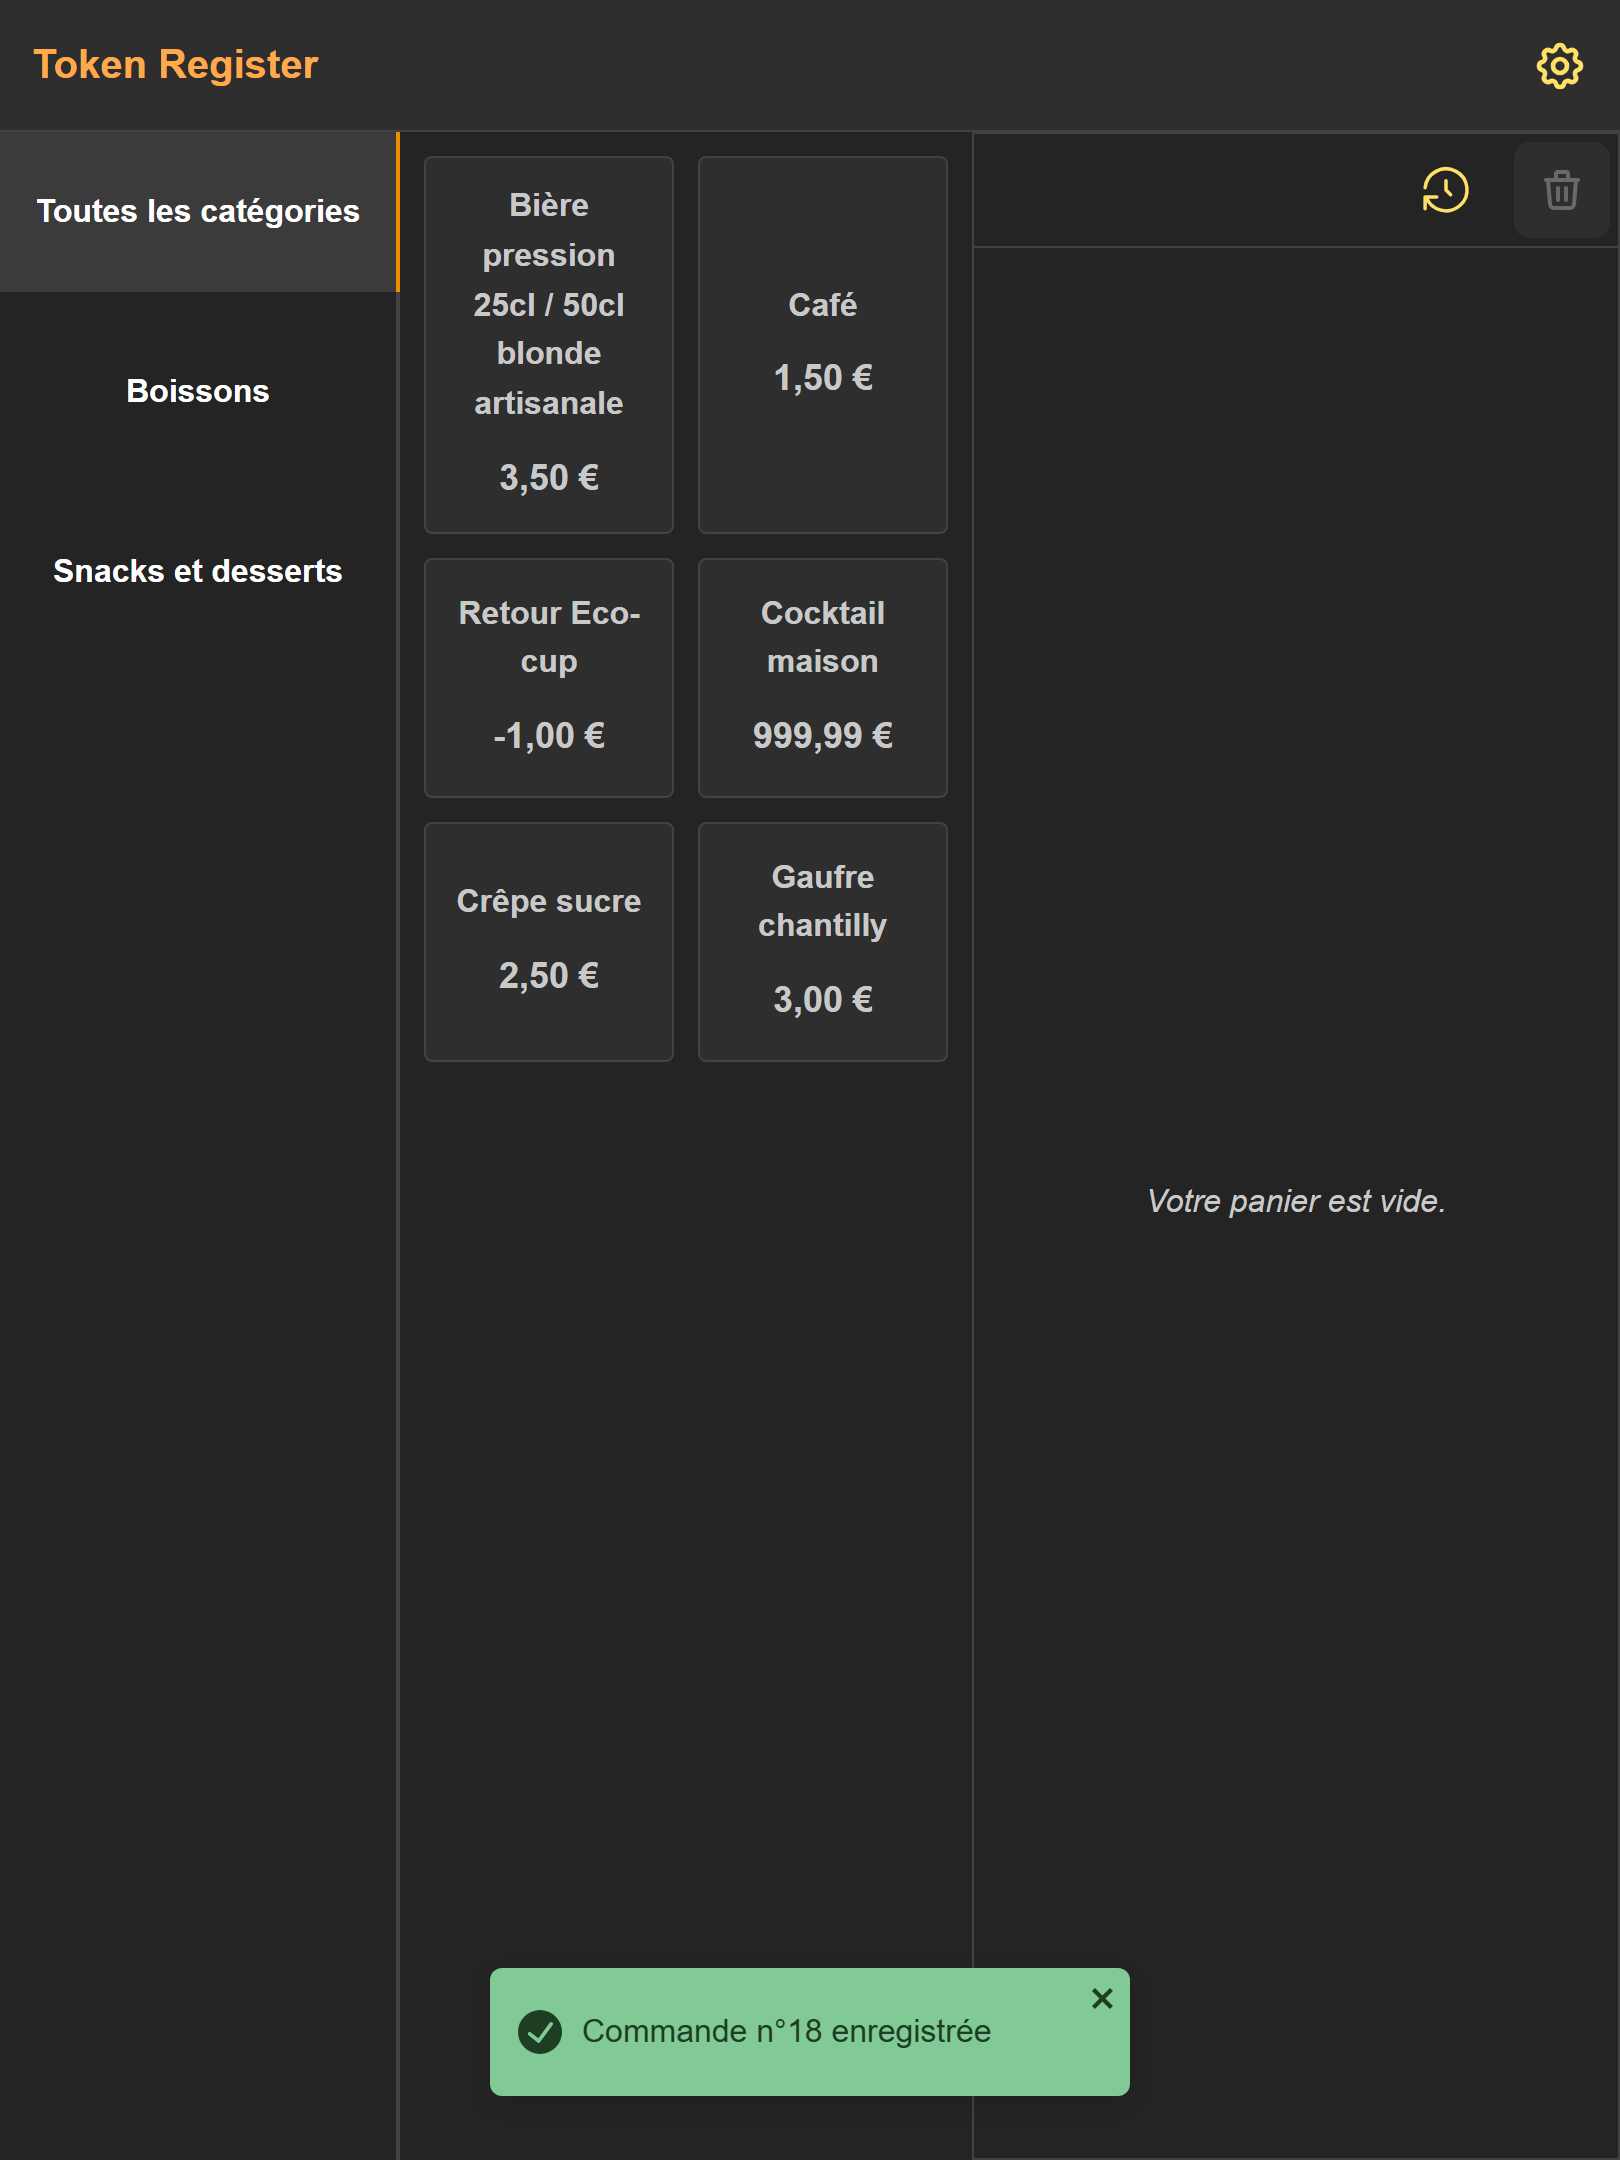 Token Register
Toutes les catégories
Boissons
Snacks et desserts
Bière
pression
25cl / 50cl
blonde
artisanale
3,50 €
Café
1,50 €
Retour Eco-
cup
-1,00 €
Cocktail
maison
999,99 €
Crêpe sucre
2,50 €
Gaufre
chantilly
3,00 €
Votre panier est vide.
Commande n°18 enregistrée